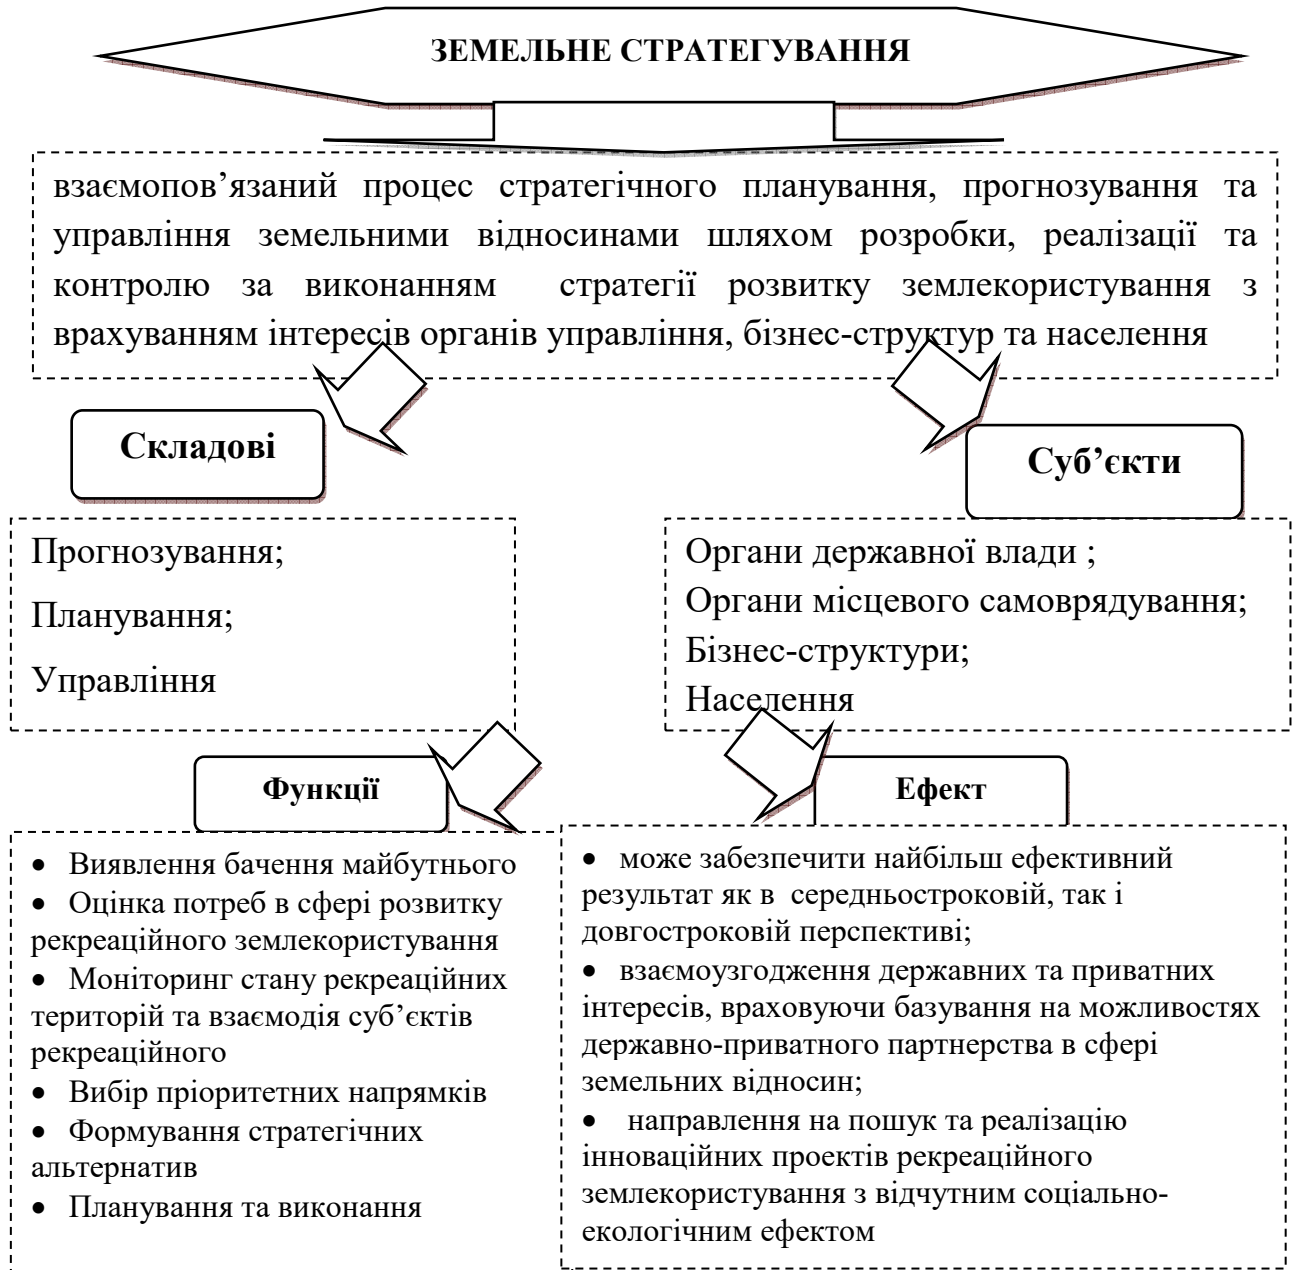 ЗЕМЕЛЬНЕ СТРАТЕГУВАННЯ
взаємопов’язаний процес стратегічного планування, прогнозування та
управління земельними відносинами шляхом розробки, реалізації та
контролю за виконанням стратегії розвитку землекористування з
врахуванням інтересів органів управління, бізнес-структур та населення
Складові
Суб’єкти
Прогнозування;
Планування;
Управління
Органи державної влади ;
Органи місцевого самоврядування;
Бізнес-структури;
Населення
Функції
Ефект
• Виявлення бачення майбутнього
• Оцінка потреб в сфері розвитку
рекреаційного землекористування
• Моніторинг стану рекреаційних
територій та взаємодія суб’єктів
рекреаційного
• Вибір пріоритетних напрямків
• Формування стратегічних
альтернатив
• Планування та виконання
• може забезпечити найбільш ефективний
результат як в середньостроковій, так і
довгостроковій перспективі;
• взаємоузгодження державних та приватних
інтересів, враховуючи базування на можливостях
державно-приватного партнерства в сфері
земельних відносин;
• направлення на пошук та реалізацію
інноваційних проектів рекреаційного
землекористування з відчутним соціально-
екологічним ефектом